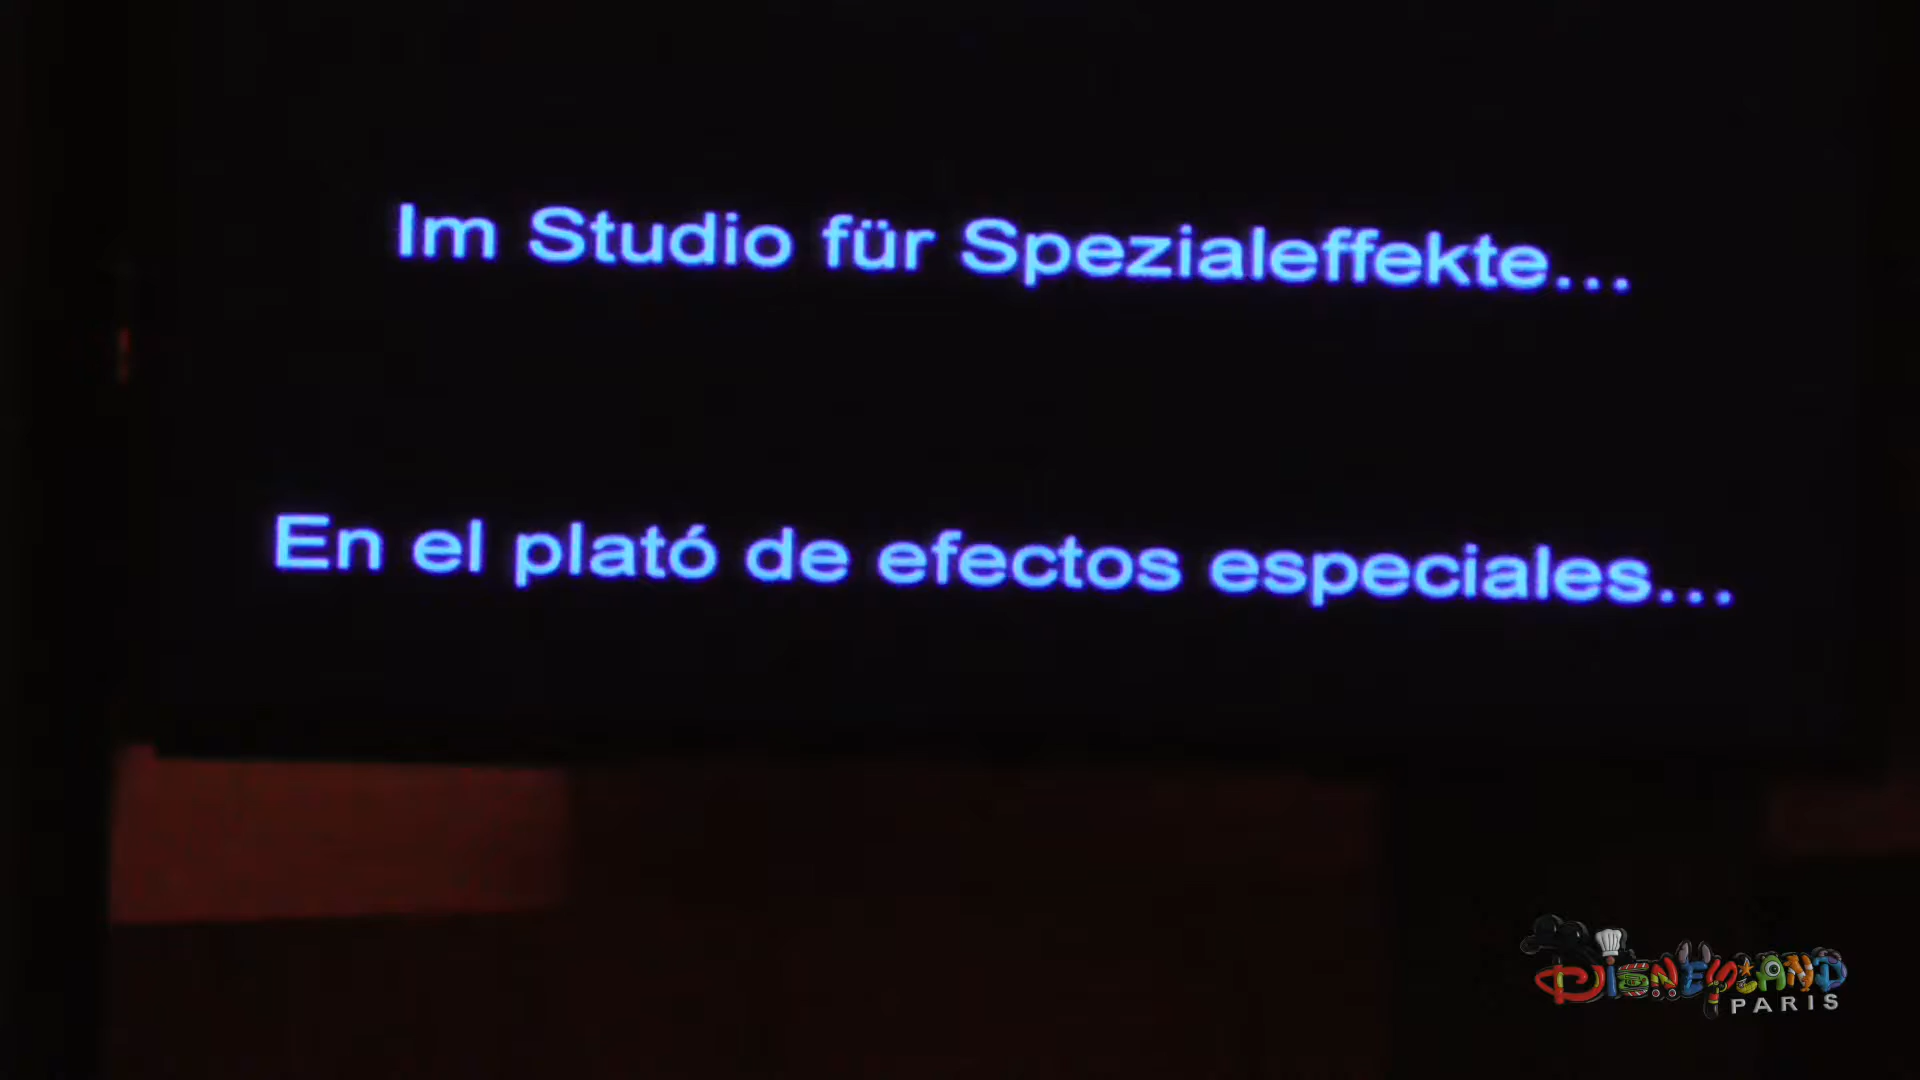 Im Studio für Spezialeffekte...
En el plató de efectos especiales...
DISNEYLAND
PARIS